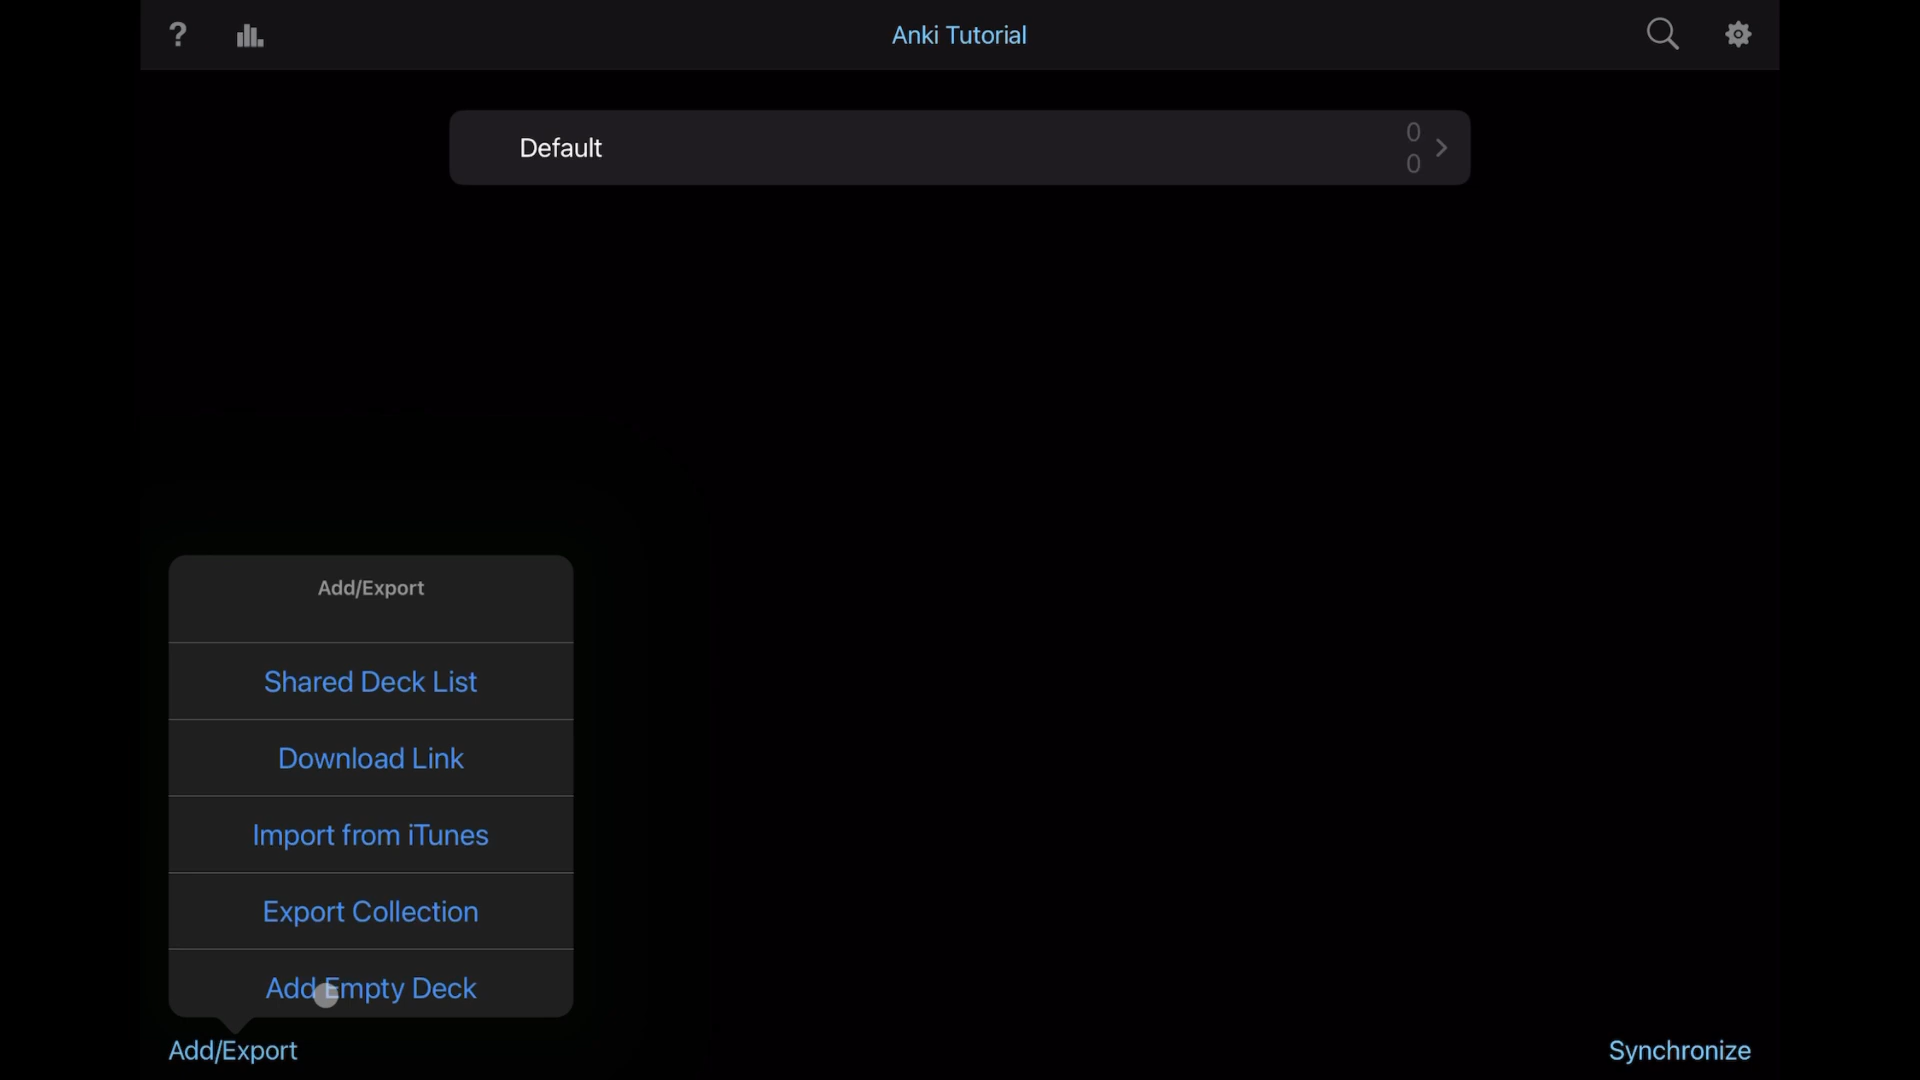 ?
Anki Tutorial
Default
0
0
Add/Export
Shared Deck List
Download Link
Import from iTunes
Export Collection
Add Empty Deck
Add/Export
Synchronize